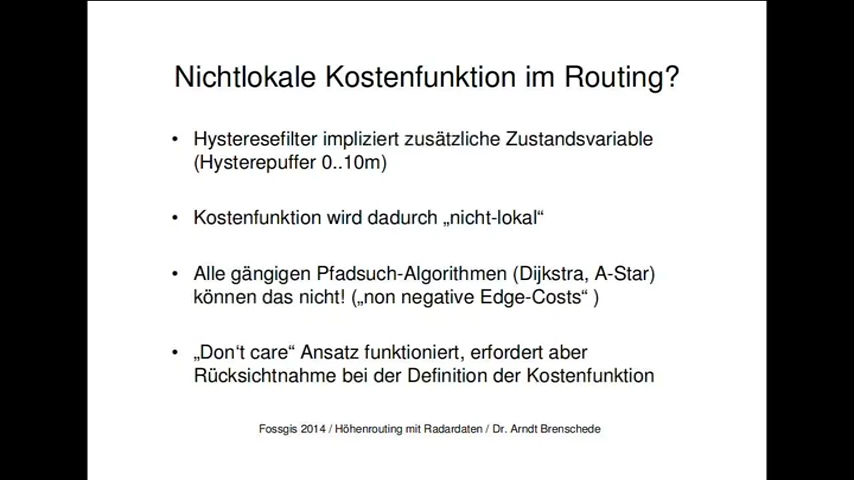 Nichtlokale Kostenfunktion im Routing?
• Hysteresefilter impliziert zusätzliche Zustandsvariable
(Hysterepuffer 0..10m)
• Kostenfunktion wird dadurch „nicht-lokal“
• Alle gängigen Pfadsuch-Algorithmen (Dijkstra, A-Star)
können das nicht! („non negative Edge-Costs“ )
• „Don‘t care“ Ansatz funktioniert, erfordert aber
Rücksichtnahme bei der Definition der Kostenfunktion
Fossgis 2014 / Höhenrouting mit Radardaten / Dr. Arndt Brenschede